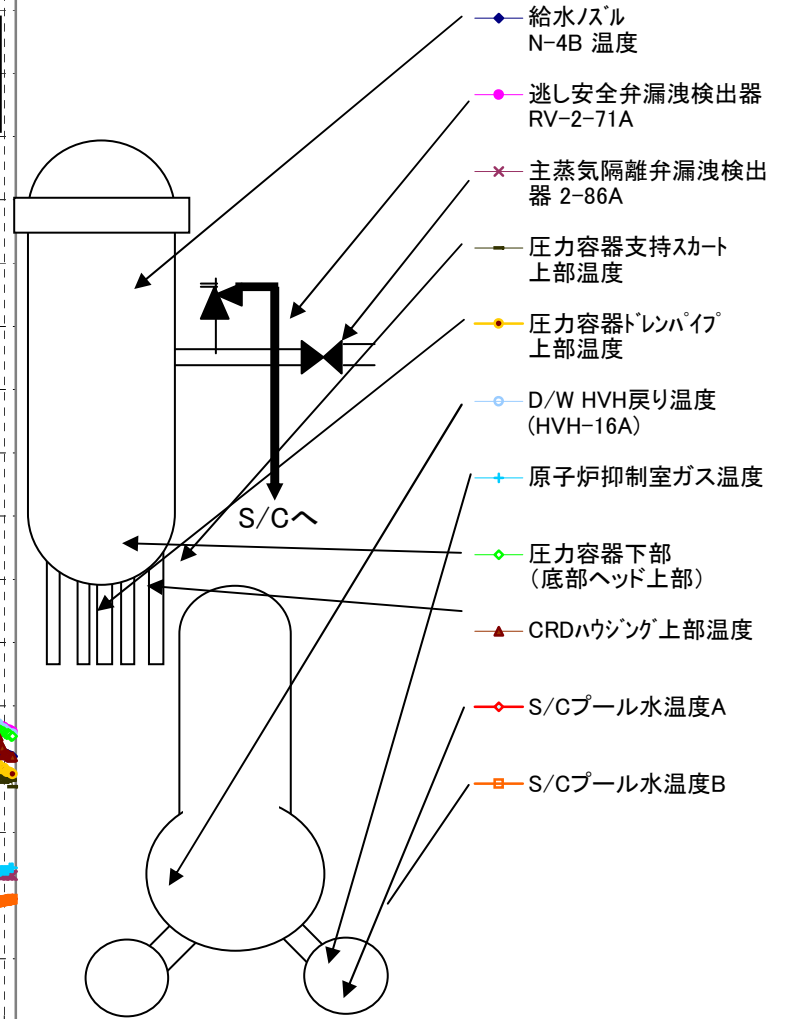 給水ﾉｽﾞﾙ
N-4B 温度
逃し安全弁漏洩検出器
RV-2-71A
主蒸気隔離弁漏洩検出
器 2-86A
圧力容器支持ｽｶｰﾄ
上部温度
圧力容器ﾄﾞﾚﾝﾊﾟｲﾌﾟ
上部温度
D/W HVH戻り温度
(HVH-16A)
原子炉抑制室ガス温度
S/Cへ
圧力容器下部
（底部ヘッド上部）
CRDﾊｳｼﾞﾝｸﾞ上部温度
S/Cプール水温度A
S/Cプール水温度B